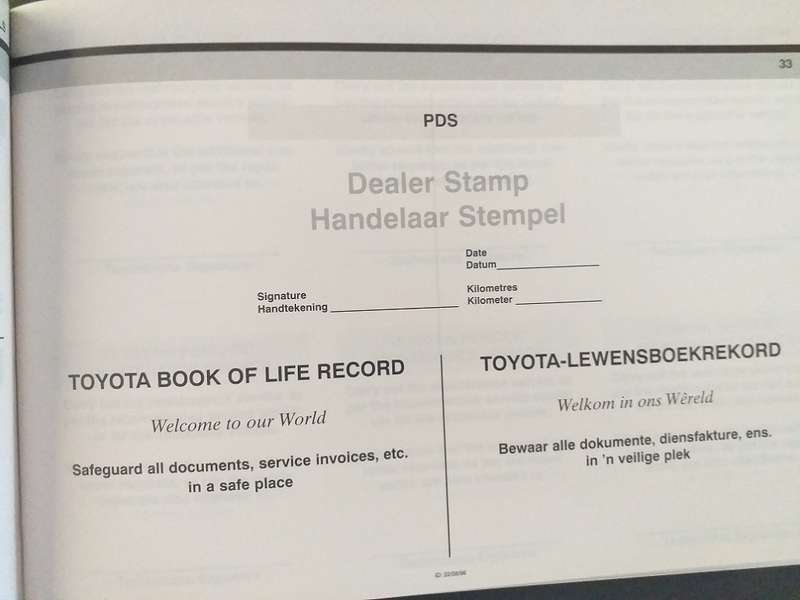 33
PDS
Dealer Stamp
Handelaar Stempel
Date
Datum
Signature
Handtekening
Kilometres
Kilometer
TOYOTA BOOK OF LIFE RECORD
Welcome to our World
Safeguard all documents, service invoices, etc.
in a safe place
TOYOTA-LEWENSBOEKREKORD
Welkom in ons Wêreld
Bewaar alle dokumente, diensfakture, ens.
in 'n veilige plek